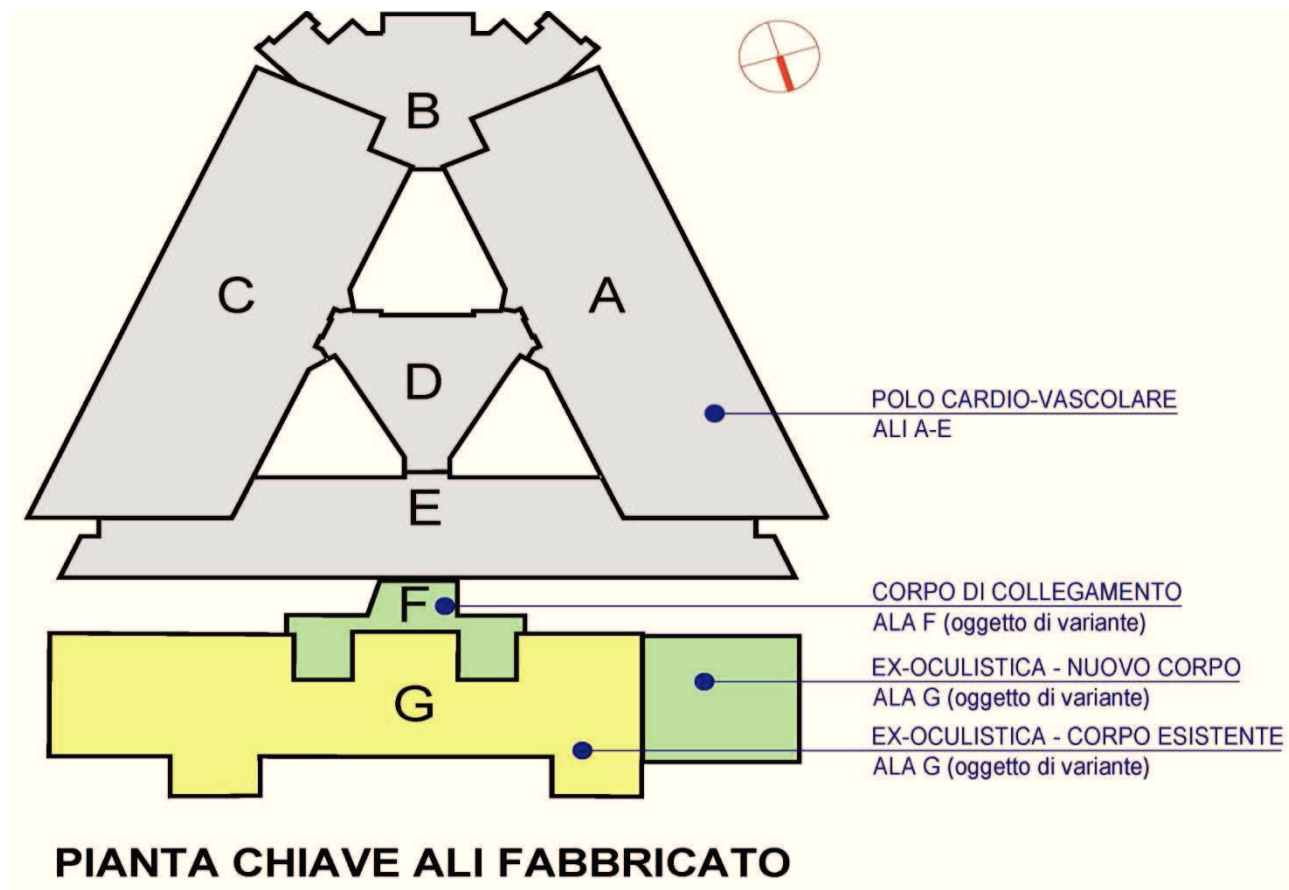 B
C
A
D
E
F
G
POLO CARDIO-VASCOLARE
ALI A-E
CORPO DI COLLEGAMENTO
ALA F (oggetto di variante)
EX-OCULISTICA - NUOVO CORPO
ALA G (oggetto di variante)
EX-OCULISTICA - CORPO ESISTENTE
ALA G (oggetto di variante)
PIANTA CHIAVE ALI FABBRICATO